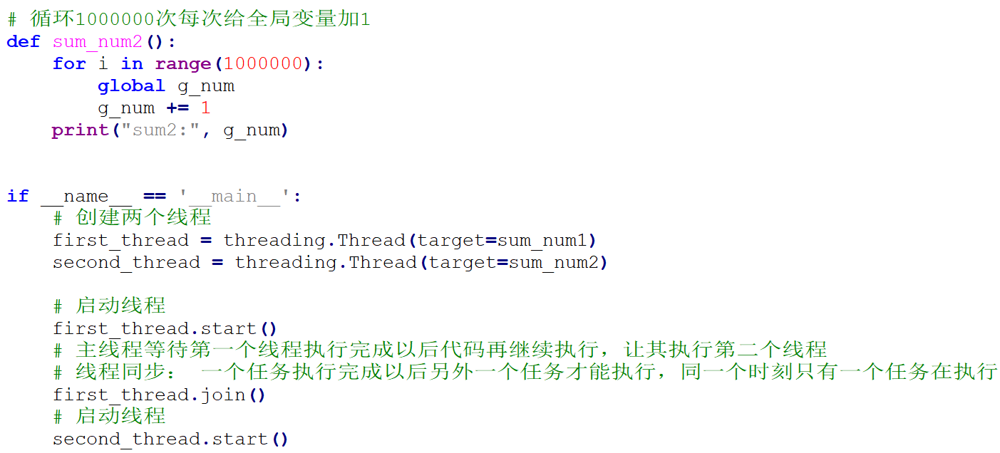 # 循环1000000次每次给全局变量加1
def sum_num2():
    for i in range(1000000):
        global g_num
        g_num += 1
    print("sum2:", g_num)
if __name__ == '__main__':
    # 创建两个线程
    first_thread = threading.Thread(target=sum_num1)
    second_thread = threading.Thread(target=sum_num2)
    # 启动线程
    first_thread.start()
    # 主线程等待第一个线程执行完成以后代码再继续执行，让其执行第二个线程
    # 线程同步： 一个任务执行完成以后另外一个任务才能执行，同一个时刻只有一个任务在执行
    first_thread.join()
    # 启动线程
    second_thread.start()